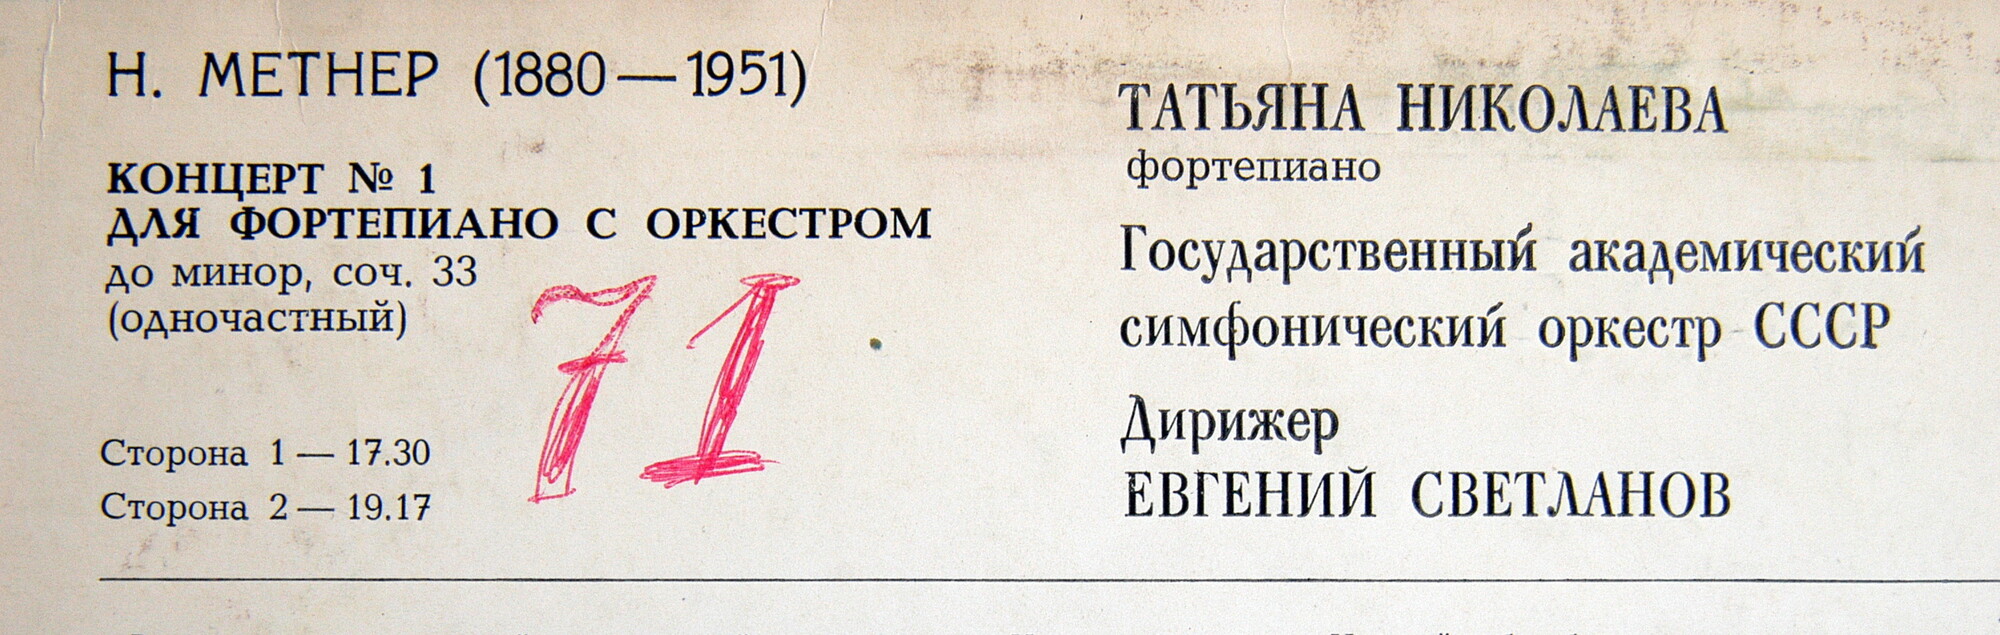 Н. МЕТНЕР (1880—1951)
КОНЦЕРТ № 1
ДЛЯ ФОРТЕПИАНО С ОРКЕСТРОМ
до минор, соч. 33
(одночастный)
71
Сторона 1 — 17.30
Сторона 2 — 19.17
ТАТЬЯНА НИКОЛАЕВА
фортепиано
Государственный академический
симфонический оркестр СССР
Дирижер
ЕВГЕНИЙ СВЕТЛАНОВ